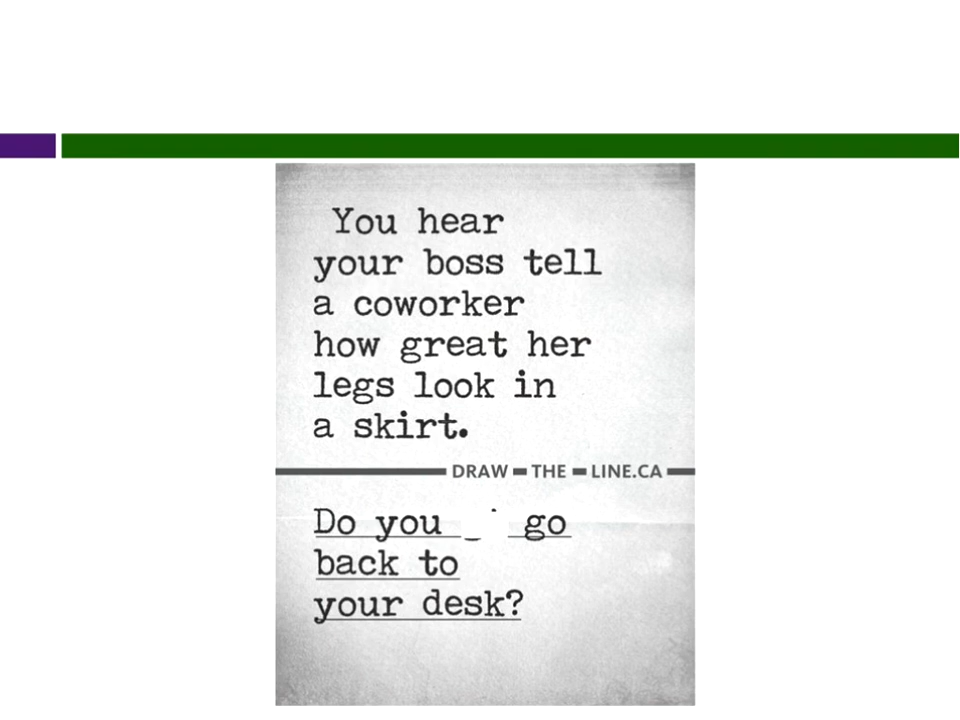 You hear
your boss tell
a coworker
how great her
legs look in
a skirt.
DRAW THE LINE.CA
Do you go
back to
your desk?